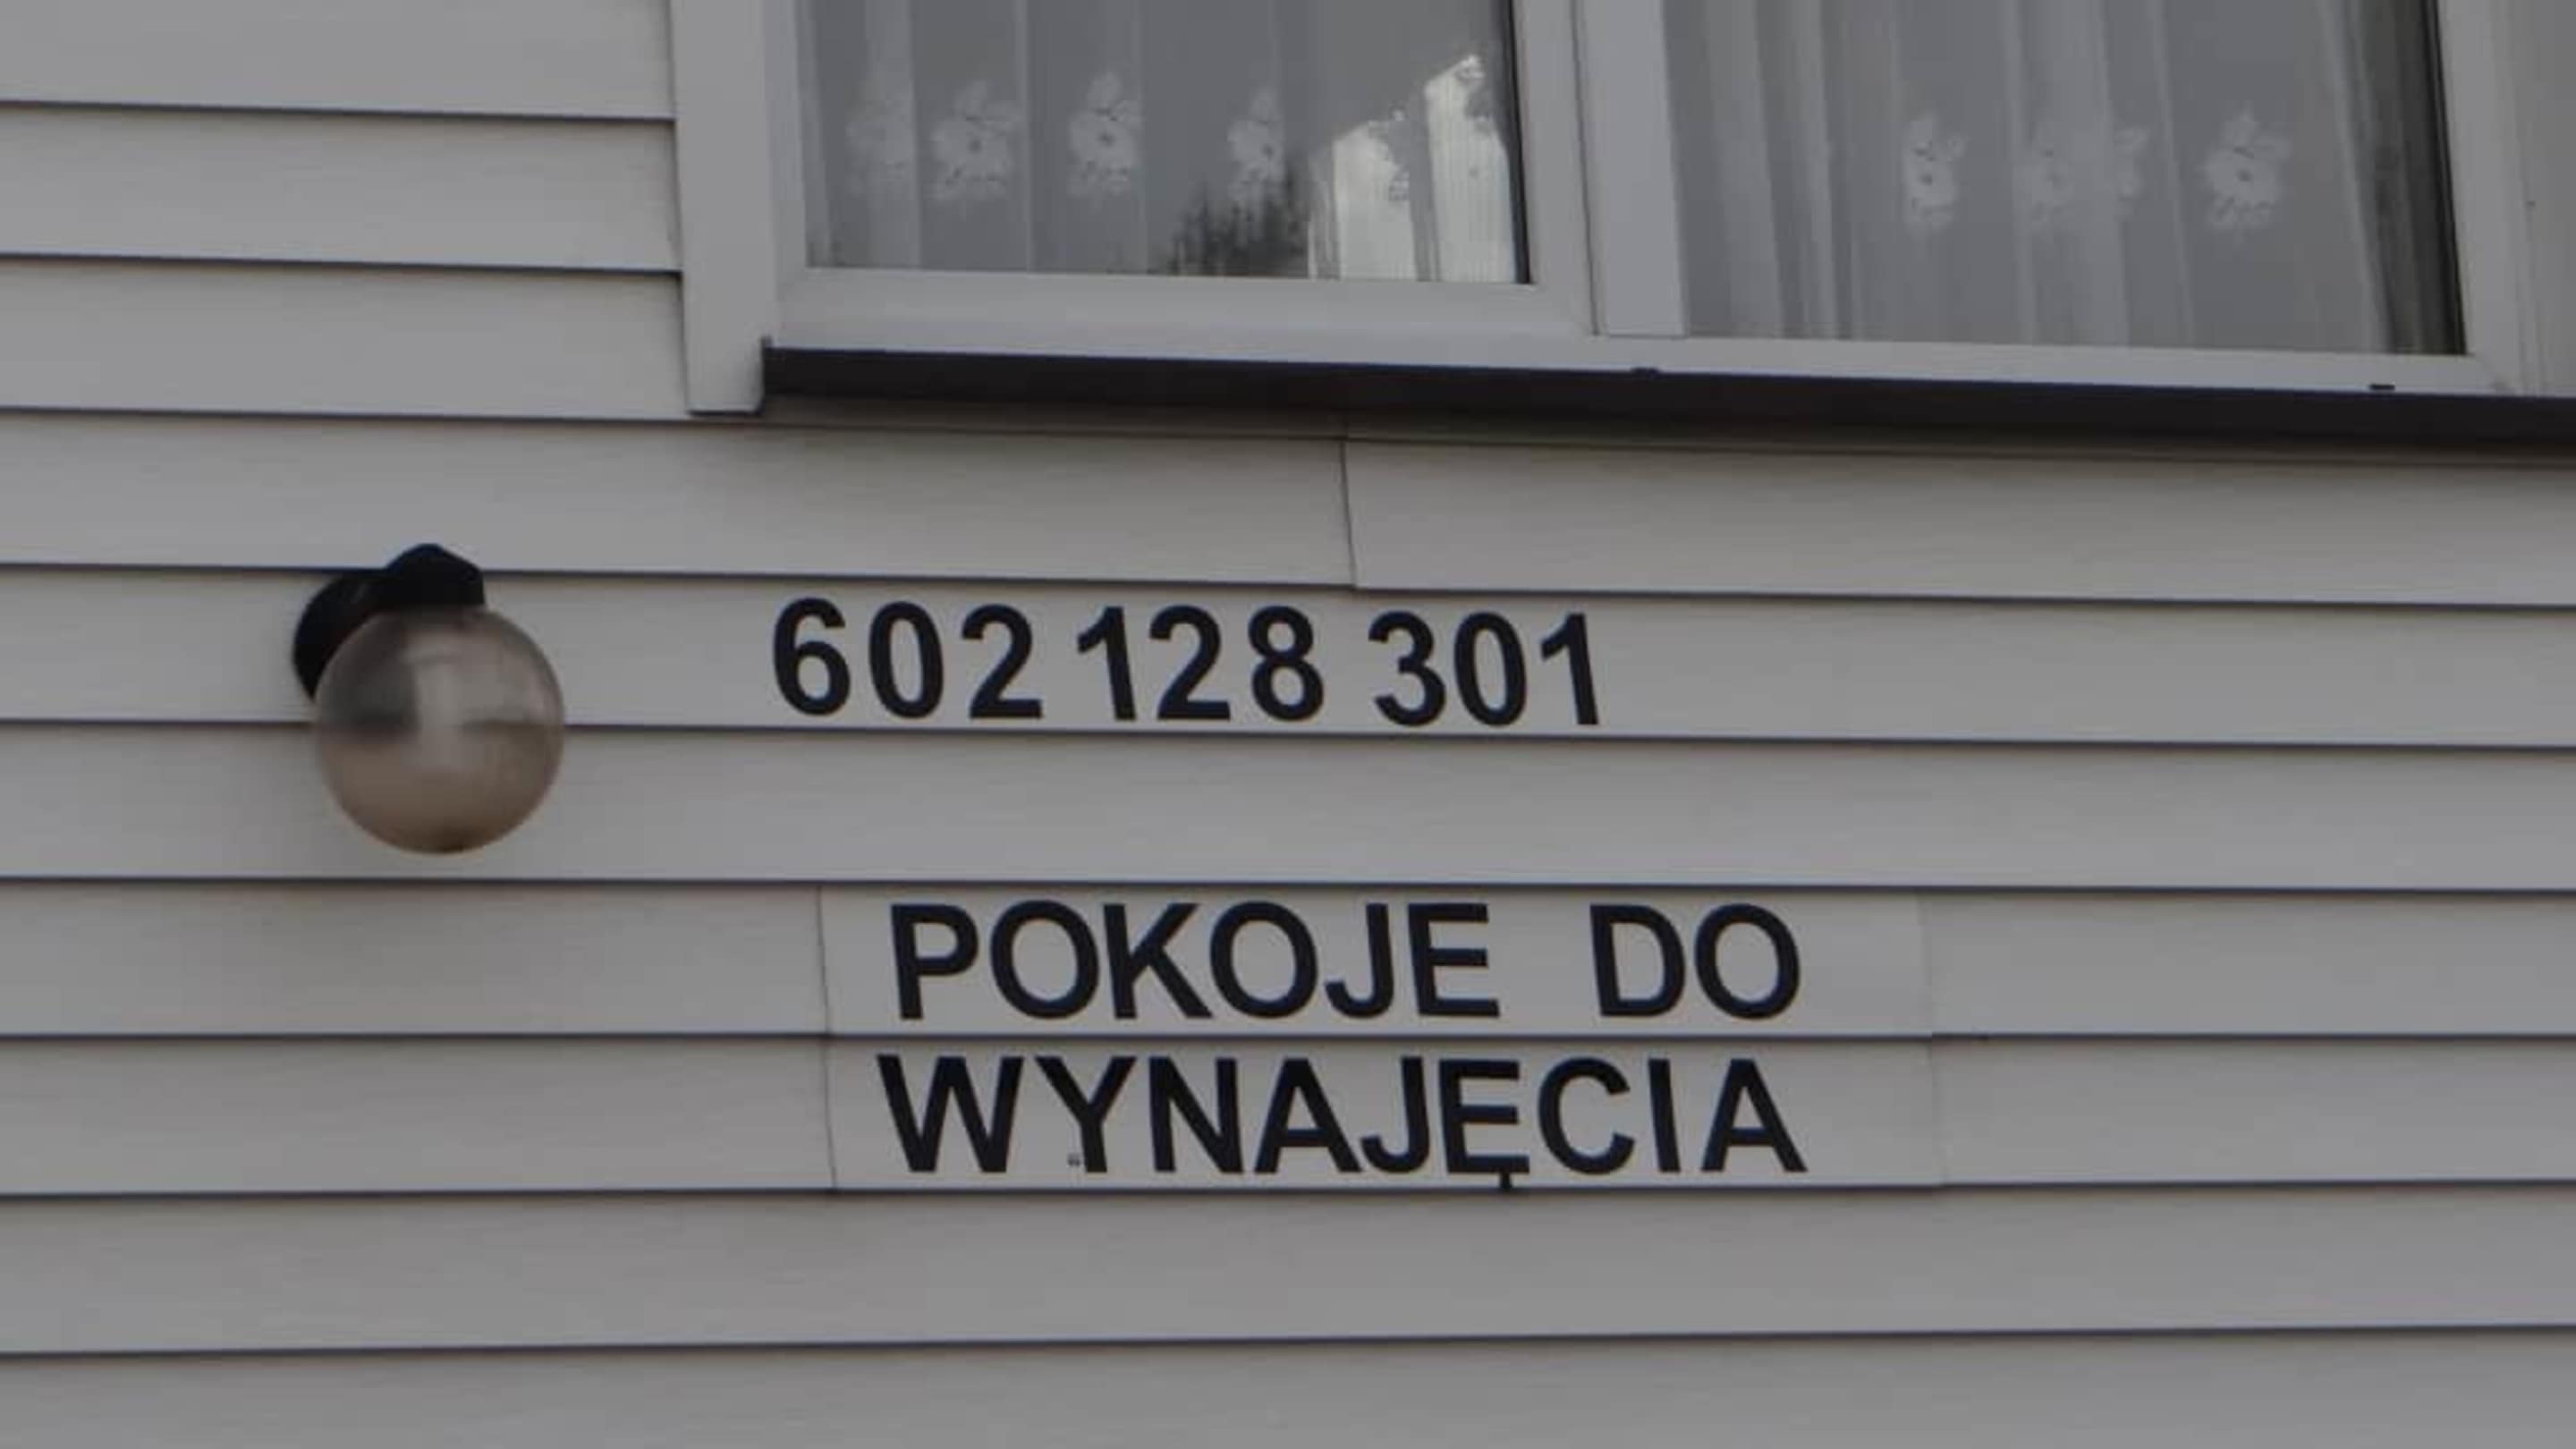 602 128 301
POKOJE DO
WYNAJĘCIA